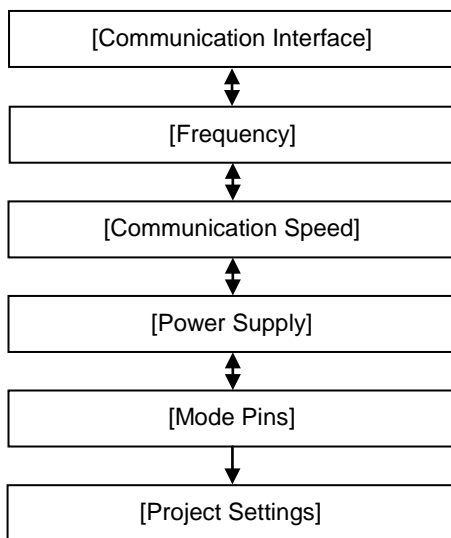 [Communication Interface]
[Frequency]
[Communication Speed]
[Power Supply]
[Mode Pins]
[Project Settings]